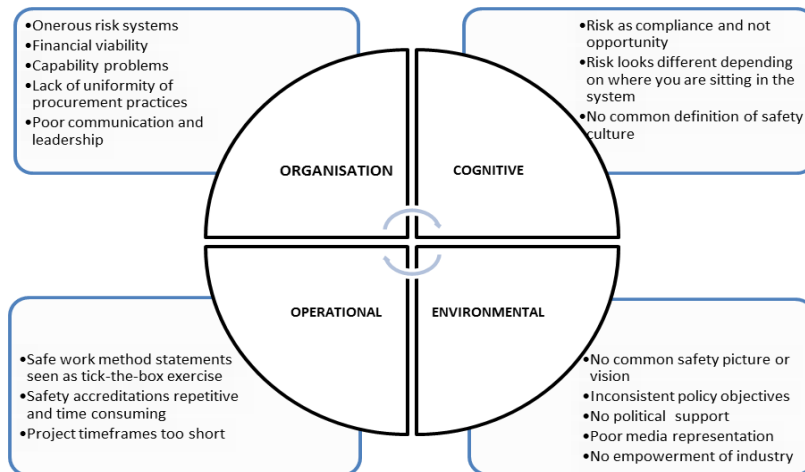 •Onerous risk systems
•Financial viability
•Capability problems
•Lack of uniformity of
procurement practices
•Poor communication and
leadership
•Risk as compliance and not
opportunity
•Risk looks different depending
on where you are sitting in the
system
•No common definition of safety
culture
ORGANISATION
COGNITIVE
OPERATIONAL
ENVIRONMENTAL
•Safe work method statements
seen as tick-the-box exercise
•Safety accreditations repetitive
and time consuming
•Project timeframes too short
•No common safety picture or
vision
•Inconsistent policy objectives
•No political support
•Poor media representation
•No empowerment of industry